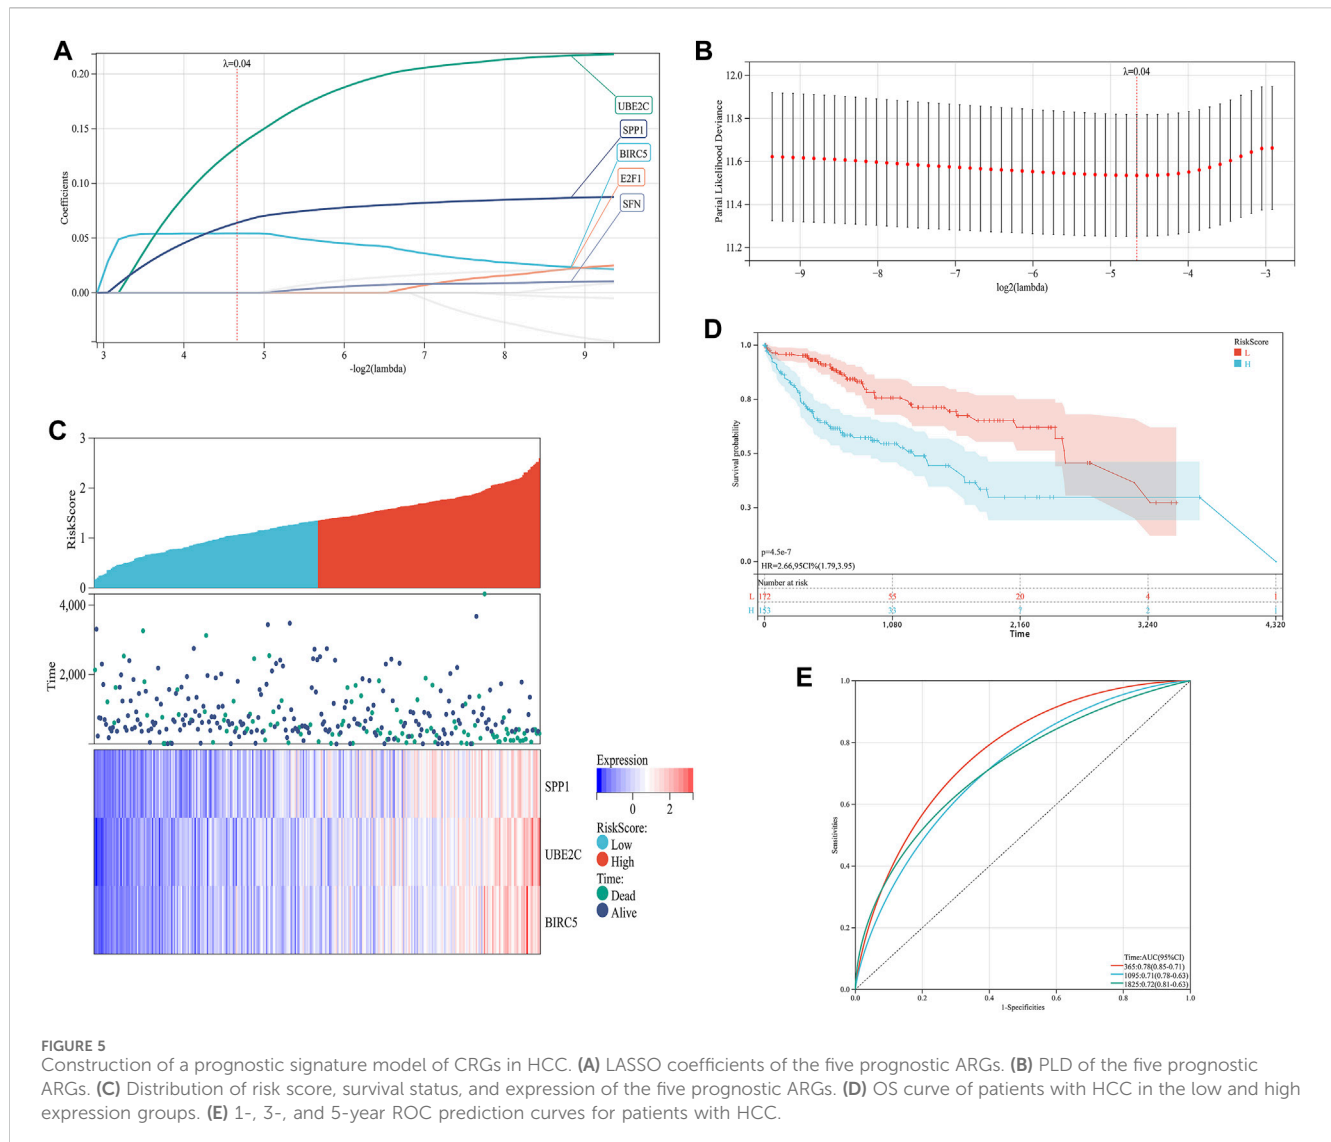 A
λ=0.04
0.20
0.15
0.10
0.05
0.00
Coefficients
UBE2C
SPP1
BIRC5
E2F1
SFN
3 4 5 6 7 8 9
-log2(lambda)
B
λ=0.04
12.0
11.8
11.6
11.4
11.2
Parial Likelihood Deviance
−9 −8 −7 −6 −5 −4 −3
log2(lambda)
C
3
2
1
0
RiskScore
4,000
2,000
Time
SPP1
UBE2C
BIRC5
Expression
0 2
RiskScore:
Low
High
Time:
Dead
Alive
D
RiskScore
L
H
1.0
0.8
0.5
0.3
0.0
Survival probability
p=4.5e-7
HR=2.66,95CI%(1.79,3.95)
Number at risk
L 172 55 20 4 1
H 153 33 7 2 1
0 1,080 2,160 3,240 4,320
Time
E
1.0
0.8
0.6
0.4
0.2
0.0
Sensitivities
Time:AUC(95%CI)
365:0.78(0.85-0.71)
1095:0.71(0.78-0.63)
1825:0.72(0.81-0.63)
0.0 0.2 0.4 0.6 0.8 1.0
1-Specificities
FIGURE 5
Construction of a prognostic signature model of CRGs in HCC. (A) LASSO coefficients of the five prognostic ARGs. (B) PLD of the five prognostic
ARGs. (C) Distribution of risk score, survival status, and expression of the five prognostic ARGs. (D) OS curve of patients with HCC in the low and high
expression groups. (E) 1-, 3-, and 5-year ROC prediction curves for patients with HCC.